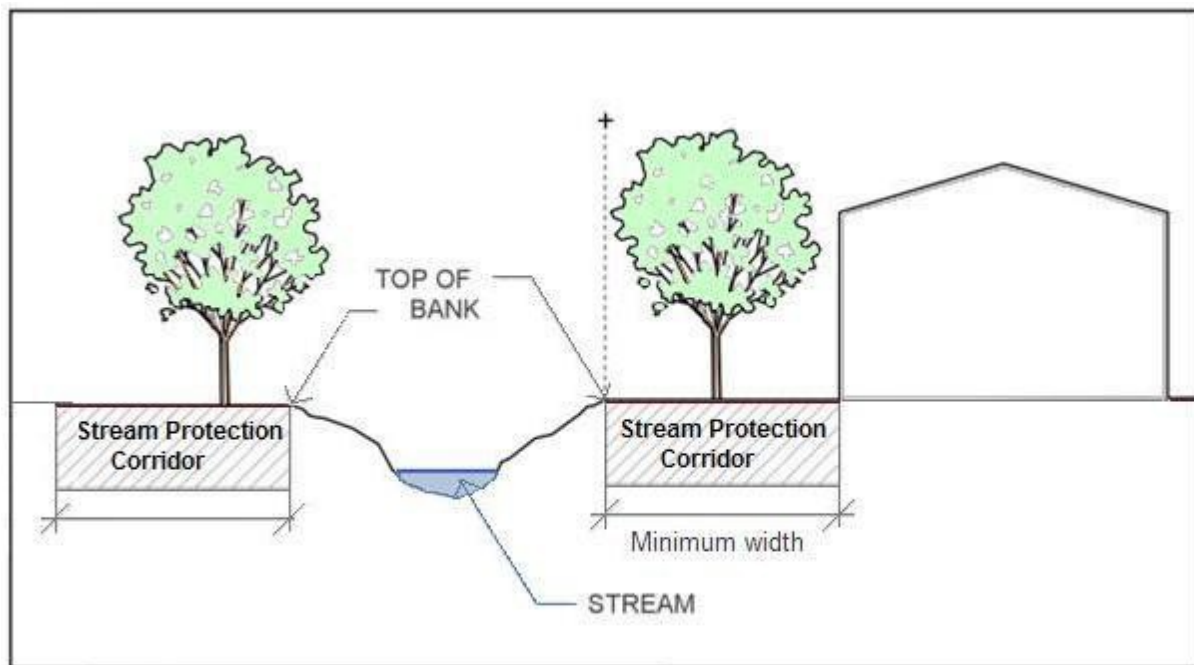 TOP OF
BANK
Stream Protection
Corridor
Stream Protection
Corridor
Minimum width
STREAM